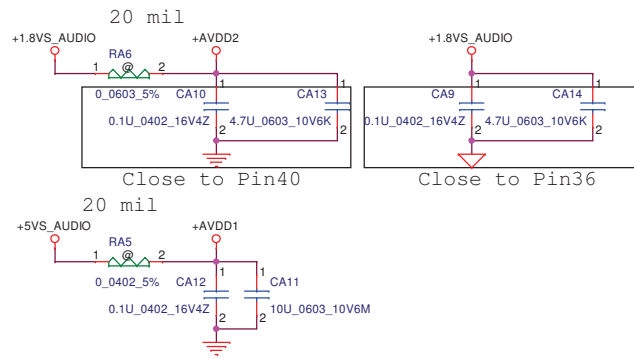 20 mil
+1.8VS_AUDIO
+AVDD2
+1.8VS_AUDIO
RA6
1 @ 2
0_0603_5%
CA10
1
CA13
1
0.1U_0402_16V4Z
4.7U_0603_10V6K
2
2
CA9
1
CA14
1
0.1U_0402_16V4Z
4.7U_0603_10V6K
2
2
Close to Pin40
Close to Pin36
20 mil
+5VS_AUDIO
+AVDD1
RA5
1 @ 2
0_0402_5%
CA12
1
1
CA11
0.1U_0402_16V4Z
10U_0603_10V6M
2
2